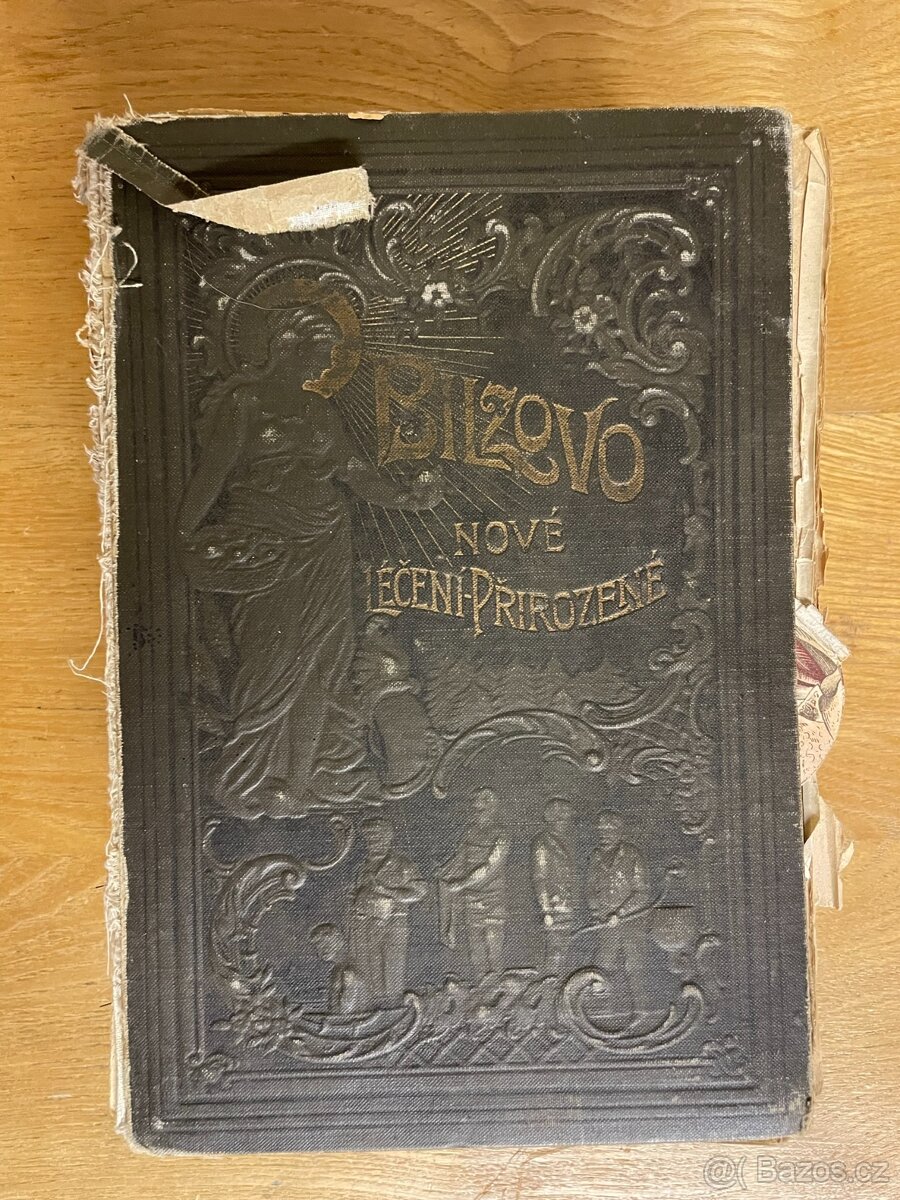 BILZOVO
NOVÉ
LÉČENÍ-PŘIROZENÉ
@( Bazos.cz